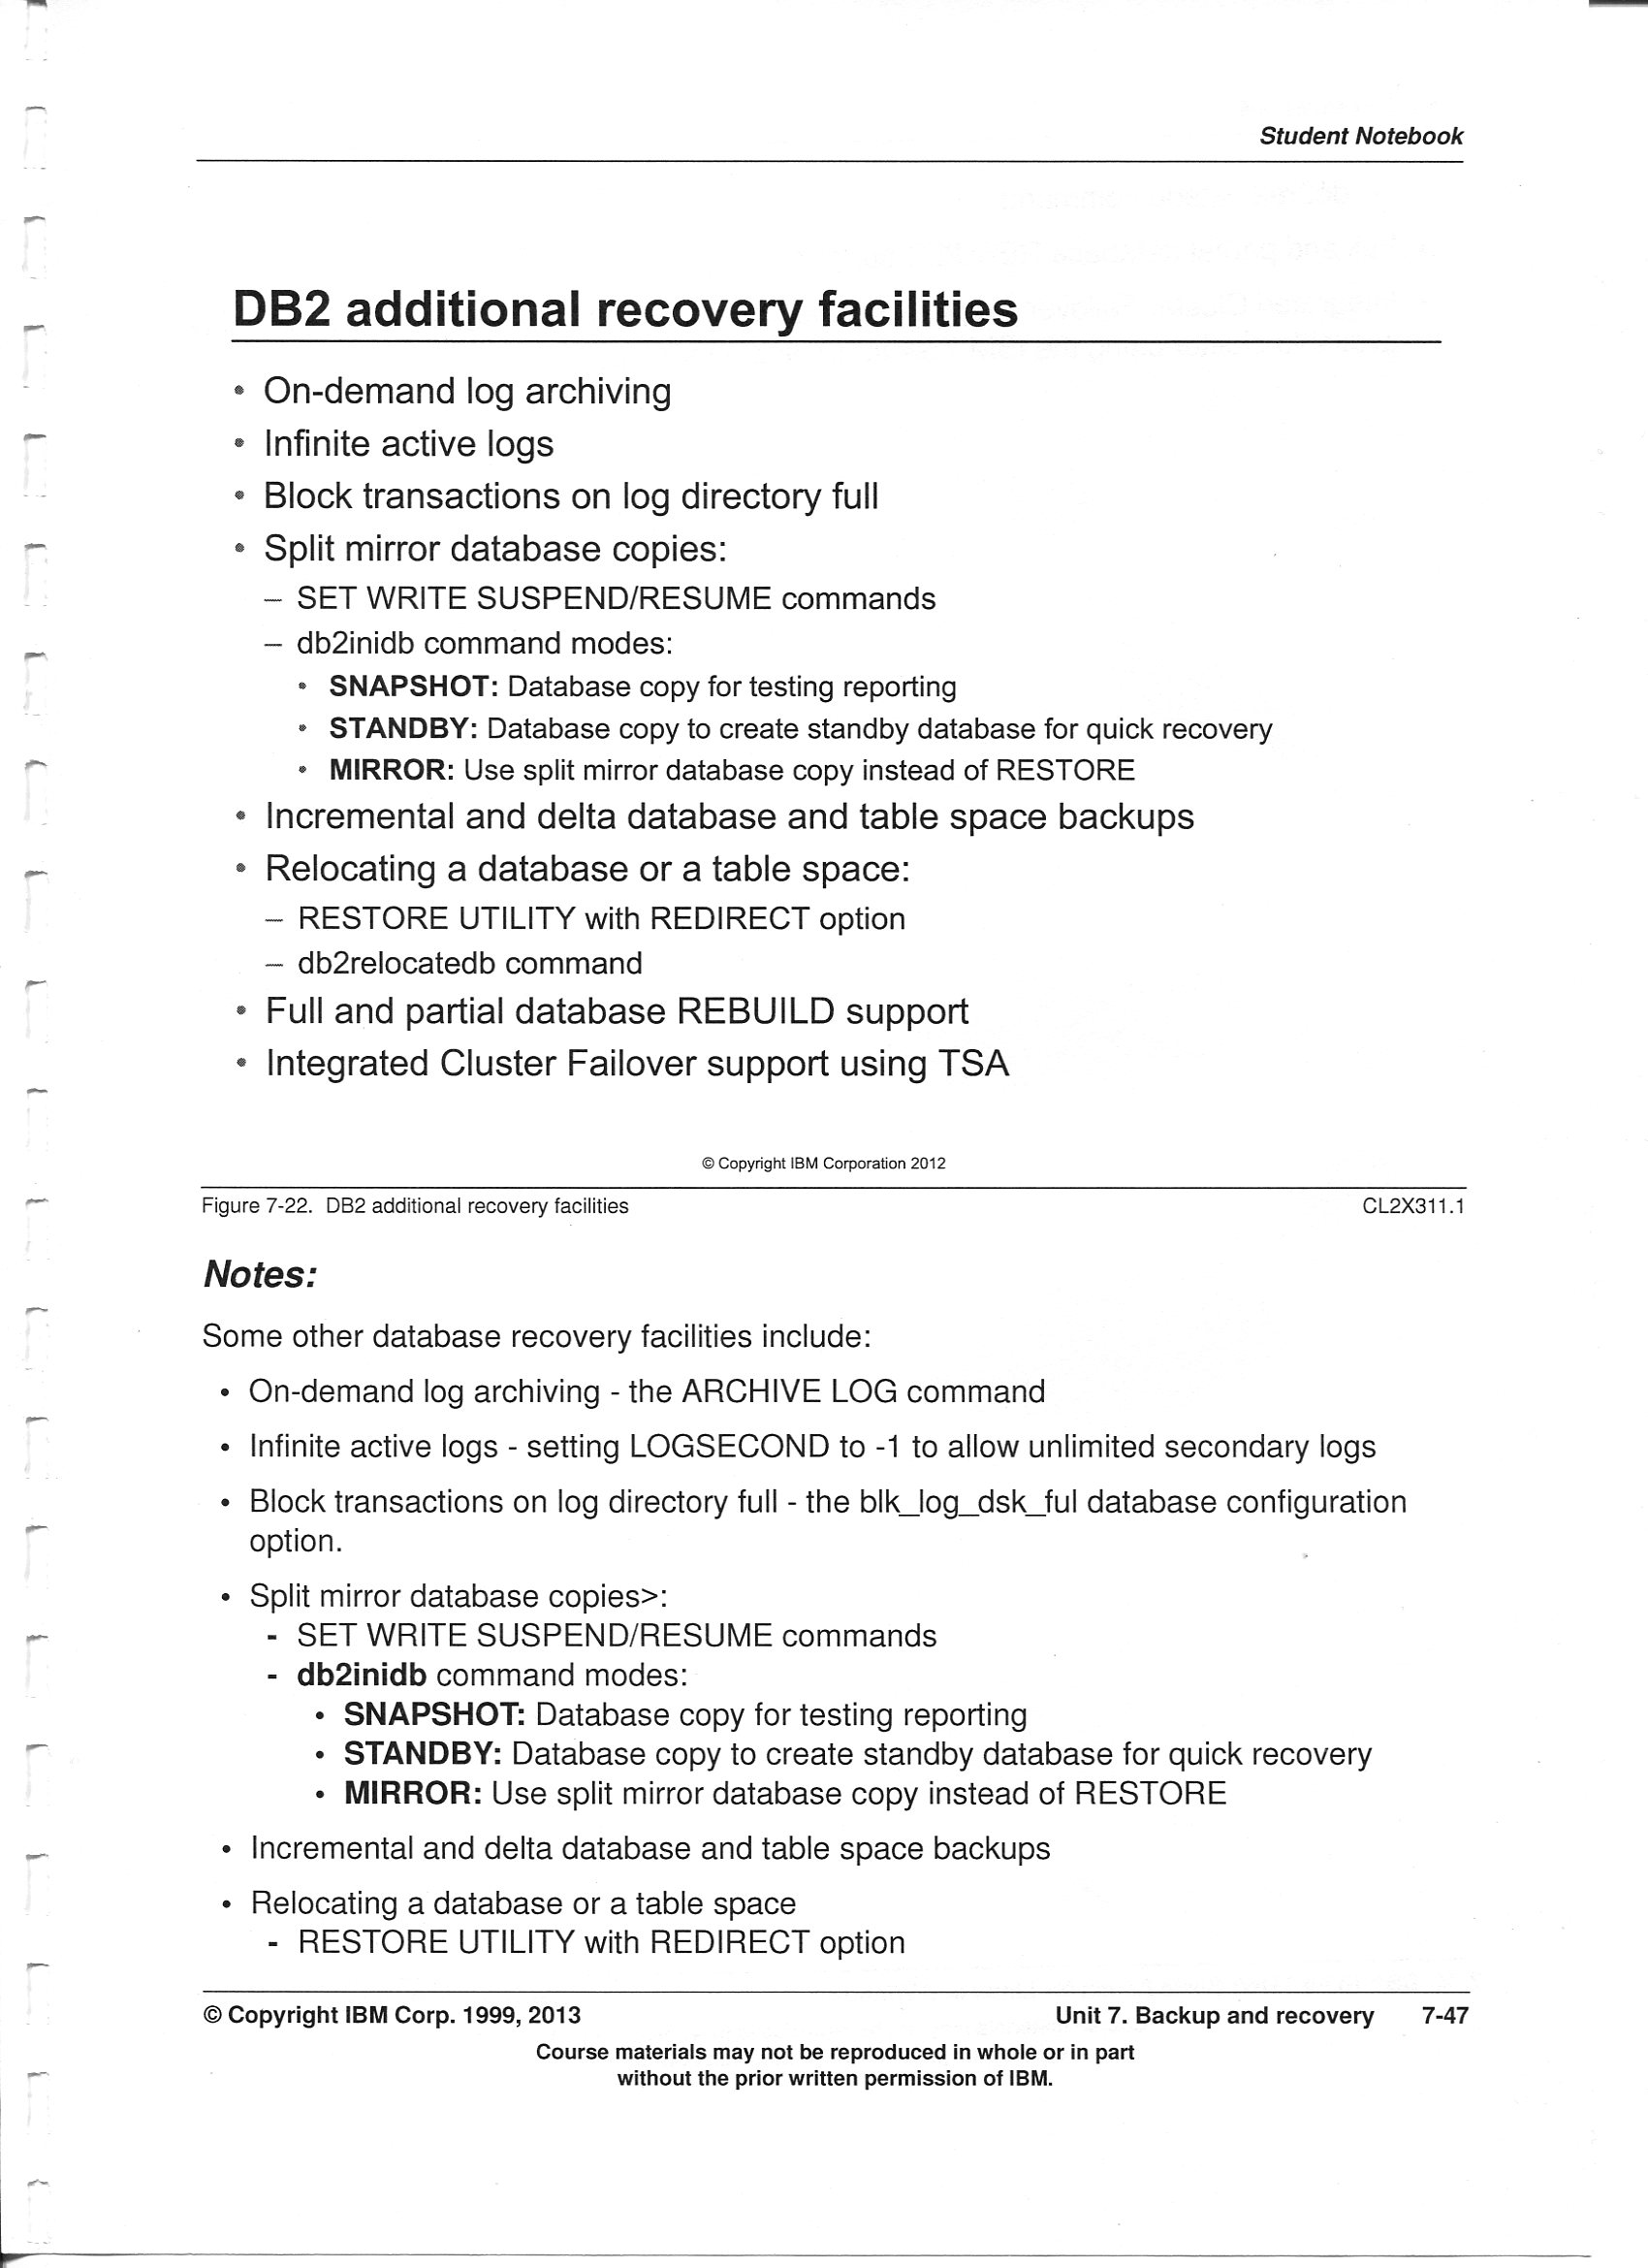 Student Notebook
DB2 additional recovery facilities
• On-demand log archiving
• Infinite active logs
• Block transactions on log directory full
• Split mirror database copies:
– SET WRITE SUSPEND/RESUME commands
– db2inidb command modes:
• SNAPSHOT: Database copy for testing reporting
• STANDBY: Database copy to create standby database for quick recovery
• MIRROR: Use split mirror database copy instead of RESTORE
• Incremental and delta database and table space backups
• Relocating a database or a table space:
– RESTORE UTILITY with REDIRECT option
– db2relocatedb command
• Full and partial database REBUILD support
• Integrated Cluster Failover support using TSA
© Copyright IBM Corporation 2012
Figure 7-22. DB2 additional recovery facilities CL2X311.1
Notes:
Some other database recovery facilities include:
• On-demand log archiving - the ARCHIVE LOG command
• Infinite active logs - setting LOGSECOND to -1 to allow unlimited secondary logs
• Block transactions on log directory full - the blk_log_dsk_ful database configuration
option.
• Split mirror database copies>:
- SET WRITE SUSPEND/RESUME commands
- db2inidb command modes:
• SNAPSHOT: Database copy for testing reporting
• STANDBY: Database copy to create standby database for quick recovery
• MIRROR: Use split mirror database copy instead of RESTORE
• Incremental and delta database and table space backups
• Relocating a database or a table space
- RESTORE UTILITY with REDIRECT option
© Copyright IBM Corp. 1999, 2013 Unit 7. Backup and recovery 7-47
Course materials may not be reproduced in whole or in part
without the prior written permission of IBM.